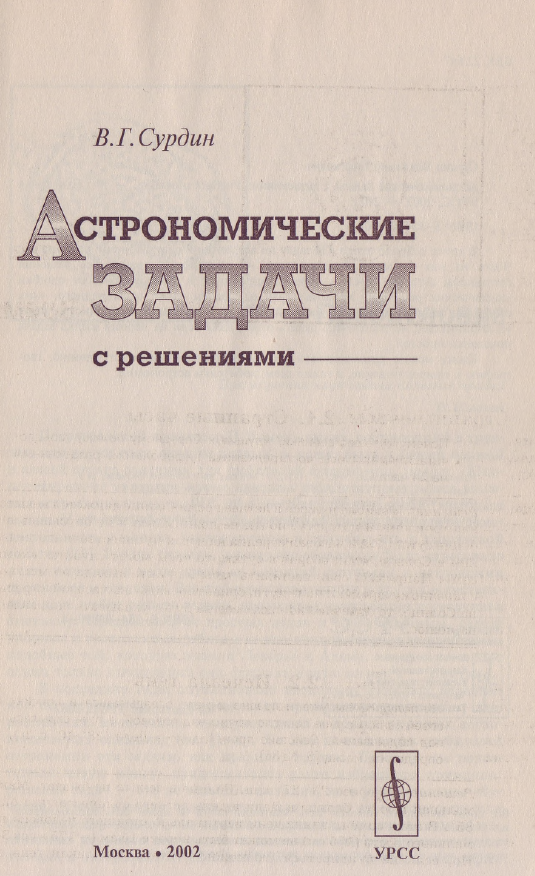 В.Г.Сурдин
АСТРОНОМИЧЕСКИЕ
ЗАДАЧИ
с решениями
Москва • 2002
УРСС